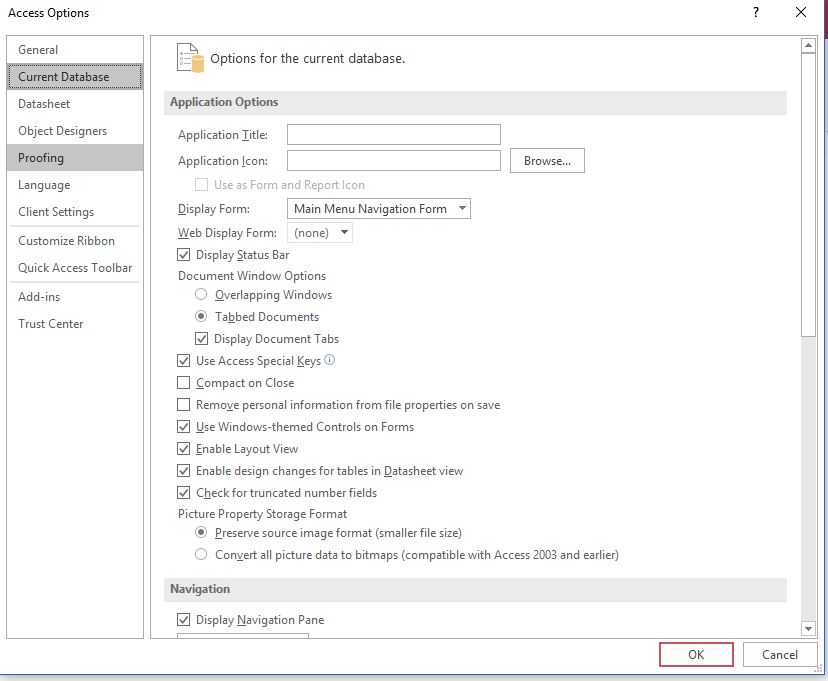 Access Options
?
General
Current Database
Datasheet
Object Designers
Proofing
Language
Client Settings
Customize Ribbon
Quick Access Toolbar
Add-ins
Trust Center
Options for the current database.
Application Options
Application Title:
Application Icon:
Browse...
Use as Form and Report Icon
Display Form:
Main Menu Navigation Form
Web Display Form:
(none)
Display Status Bar
Document Window Options
Overlapping Windows
Tabbed Documents
Display Document Tabs
Use Access Special Keys
Compact on Close
Remove personal information from file properties on save
Use Windows-themed Controls on Forms
Enable Layout View
Enable design changes for tables in Datasheet view
Check for truncated number fields
Picture Property Storage Format
Preserve source image format (smaller file size)
Convert all picture data to bitmaps (compatible with Access 2003 and earlier)
Navigation
Display Navigation Pane
OK
Cancel